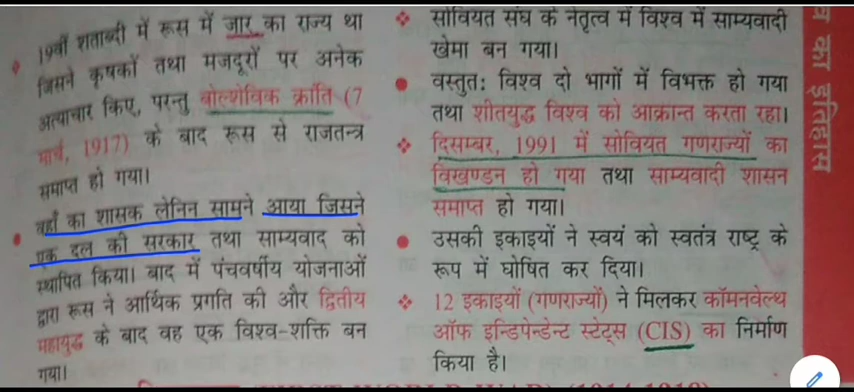 19वीं शताब्दी में रूस में जार का राज्य था
जिसने कृषकों तथा मजदूरों पर अनेक
अत्याचार किए, परन्तु बोल्शेविक क्रांति (7
मार्च, 1917) के बाद रूस से राजतन्त्र
समाप्त हो गया।
वहाँ का शासक लेनिन सामने आया जिसने
एक दल की सरकार तथा साम्यवाद को
स्थापित किया। बाद में पंचवर्षीय योजनाओं
द्वारा रूस ने आर्थिक प्रगति की और द्वितीय
महायुद्ध के बाद वह एक विश्व-शक्ति बन
गया।
सोवियत संघ के नेतृत्व में विश्व में साम्यवादी
खेमा बन गया।
वस्तुत: विश्व दो भागों में विभक्त हो गया
तथा शीतयुद्ध विश्व को आक्रान्त करता रहा।
दिसम्बर, 1991 में सोवियत गणराज्यों का
विखण्डन हो गया तथा साम्यवादी शासन
समाप्त हो गया।
उसकी इकाइयों ने स्वयं को स्वतंत्र राष्ट्र के
रूप में घोषित कर दिया।
12 इकाइयों (गणराज्यों) ने मिलकर कॉमनवेल्थ
ऑफ इन्डिपेन्डेन्ट स्टेट्स (CIS) का निर्माण
किया है।
का इतिहास